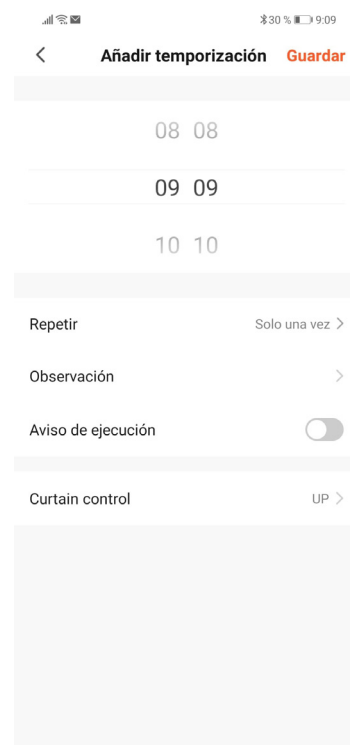 30 % 9:09
Añadir temporización Guardar
08 08
09 09
10 10
Repetir Solo una vez
Observación
Aviso de ejecución
Curtain control UP